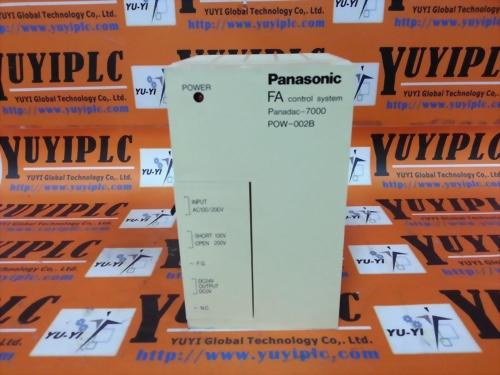 POWER
Panasonic
FA control system
Panadac-7000
POW-002B
INPUT
AC100/200V
SHORT 100V
OPEN 200V
F.G.
DC24V
OUTPUT
DC0V
N.C.
YUYIPLC
YUYI Global Technology Co,. Ltd.
http://www.yuyiplc.com
YU-YI